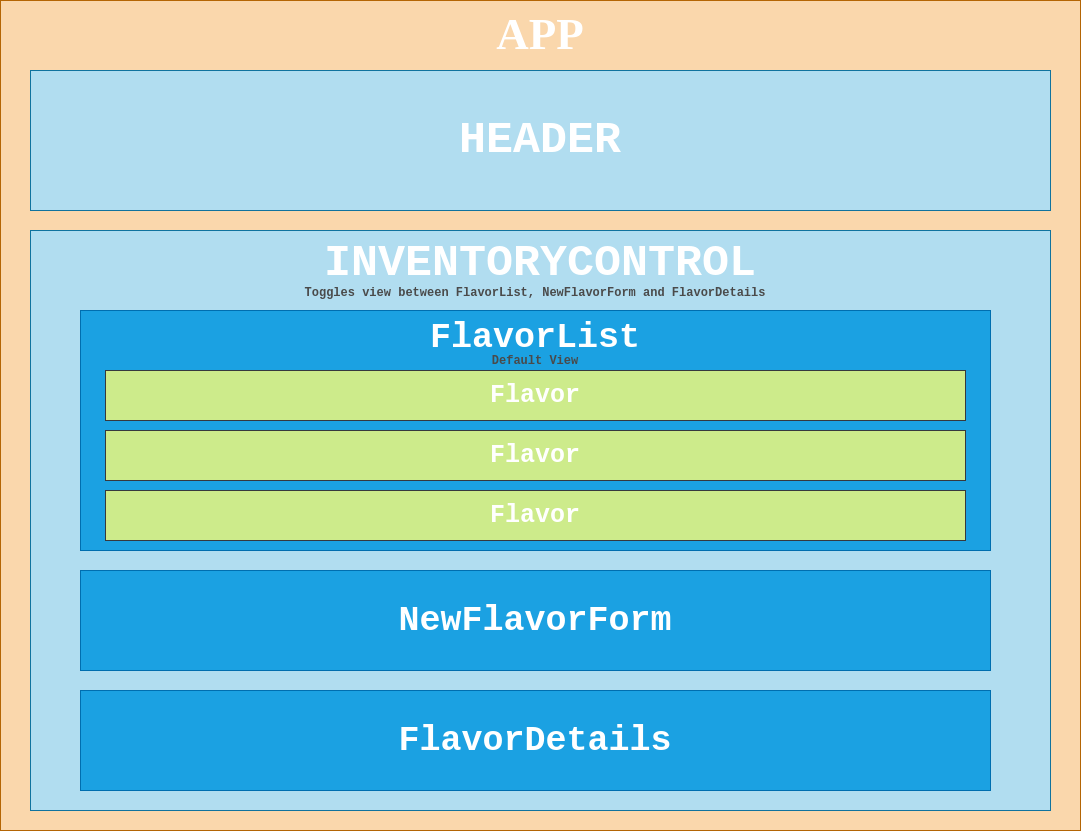 APP
HEADER
INVENTORYCONTROL
Toggles view between FlavorList, NewFlavorForm and FlavorDetails
FlavorList
Default View
Flavor
Flavor
Flavor
NewFlavorForm
FlavorDetails